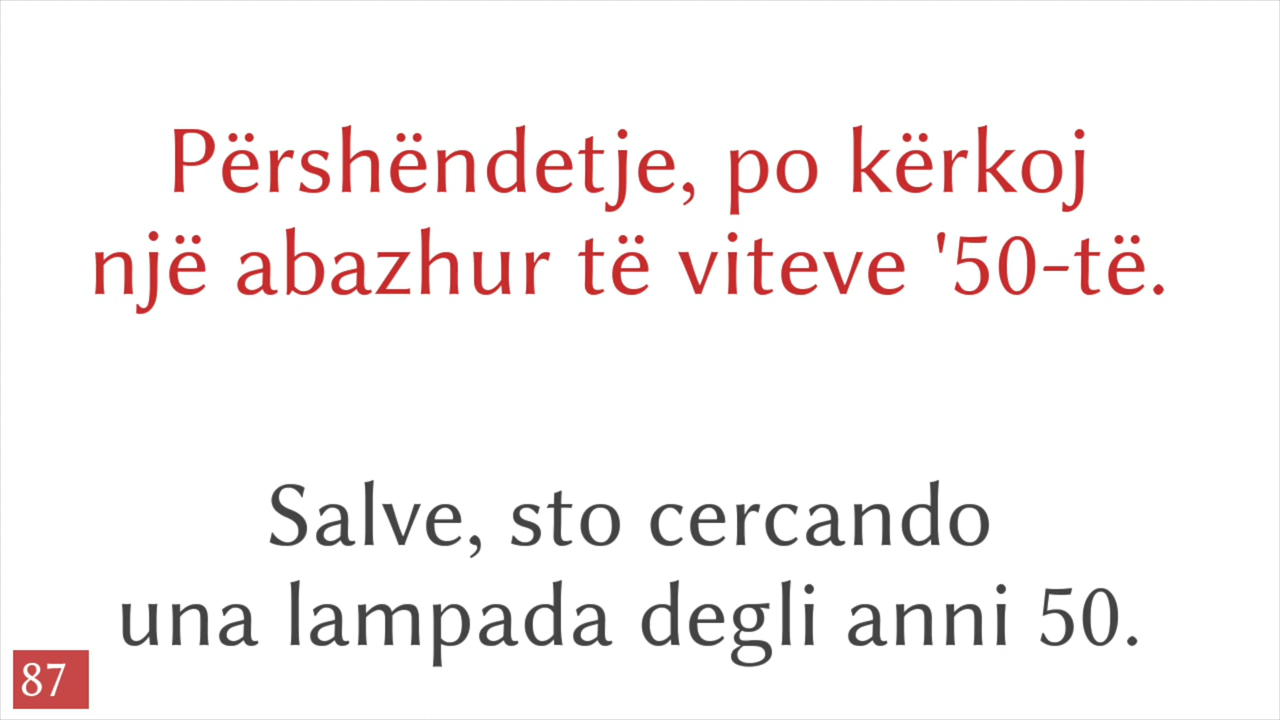 Përshëndetje, po kërkoj
një abazhur të viteve '50-të.
Salve, sto cercando
una lampada degli anni 50.
87